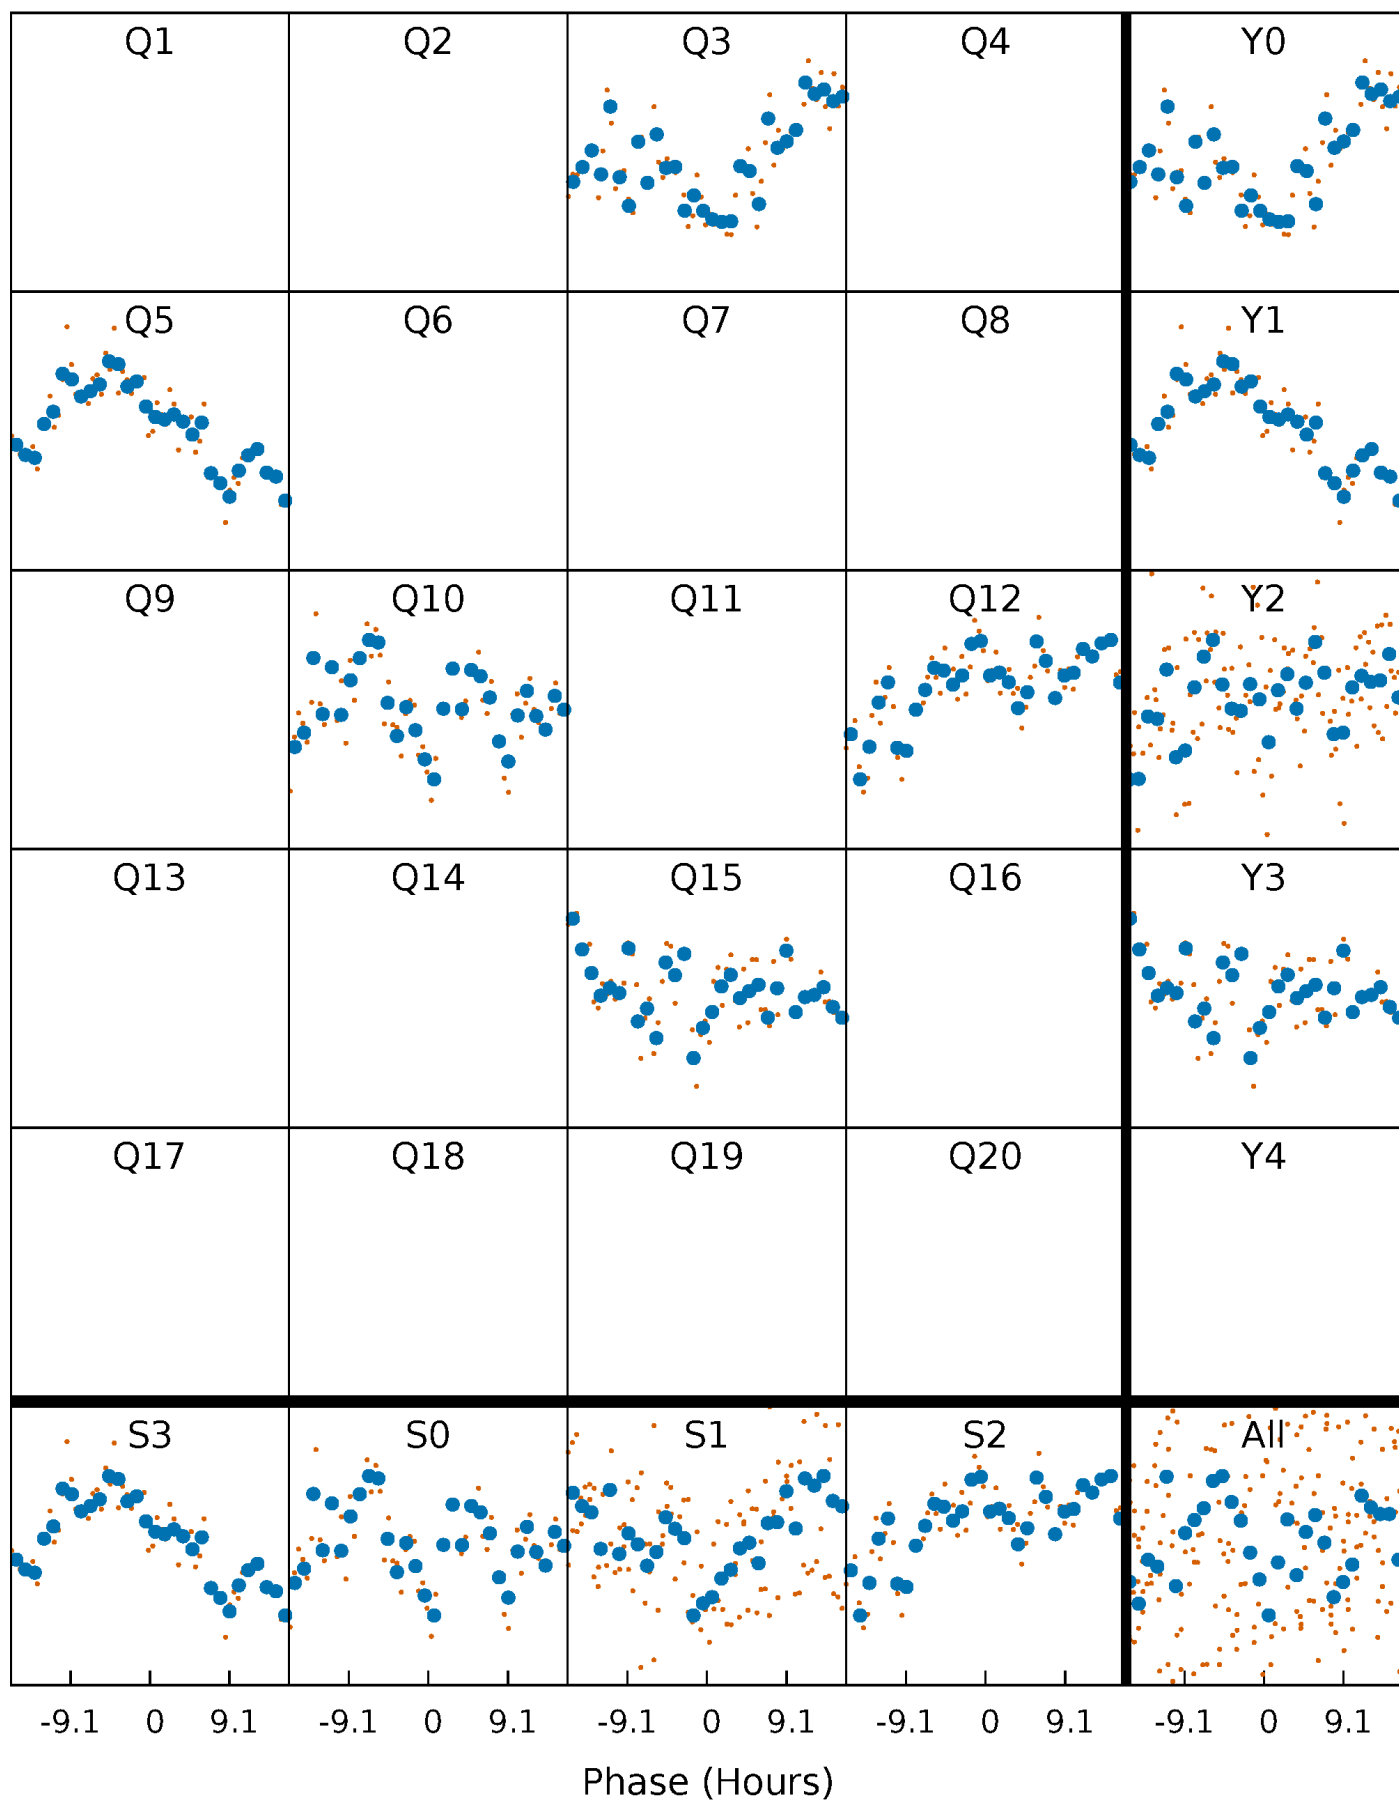 Q1 Q2 Q3 Q4 Y0
Q5 Q6 Q7 Q8 Y1
Q9 Q10 Q11 Q12 Y2
Q13 Q14 Q15 Q16 Y3
Q17 Q18 Q19 Q20 Y4
S3 S0 S1 S2 All
-9.1 0 9.1 -9.1 0 9.1 -9.1 0 9.1 -9.1 0 9.1 -9.1 0 9.1
Phase (Hours)